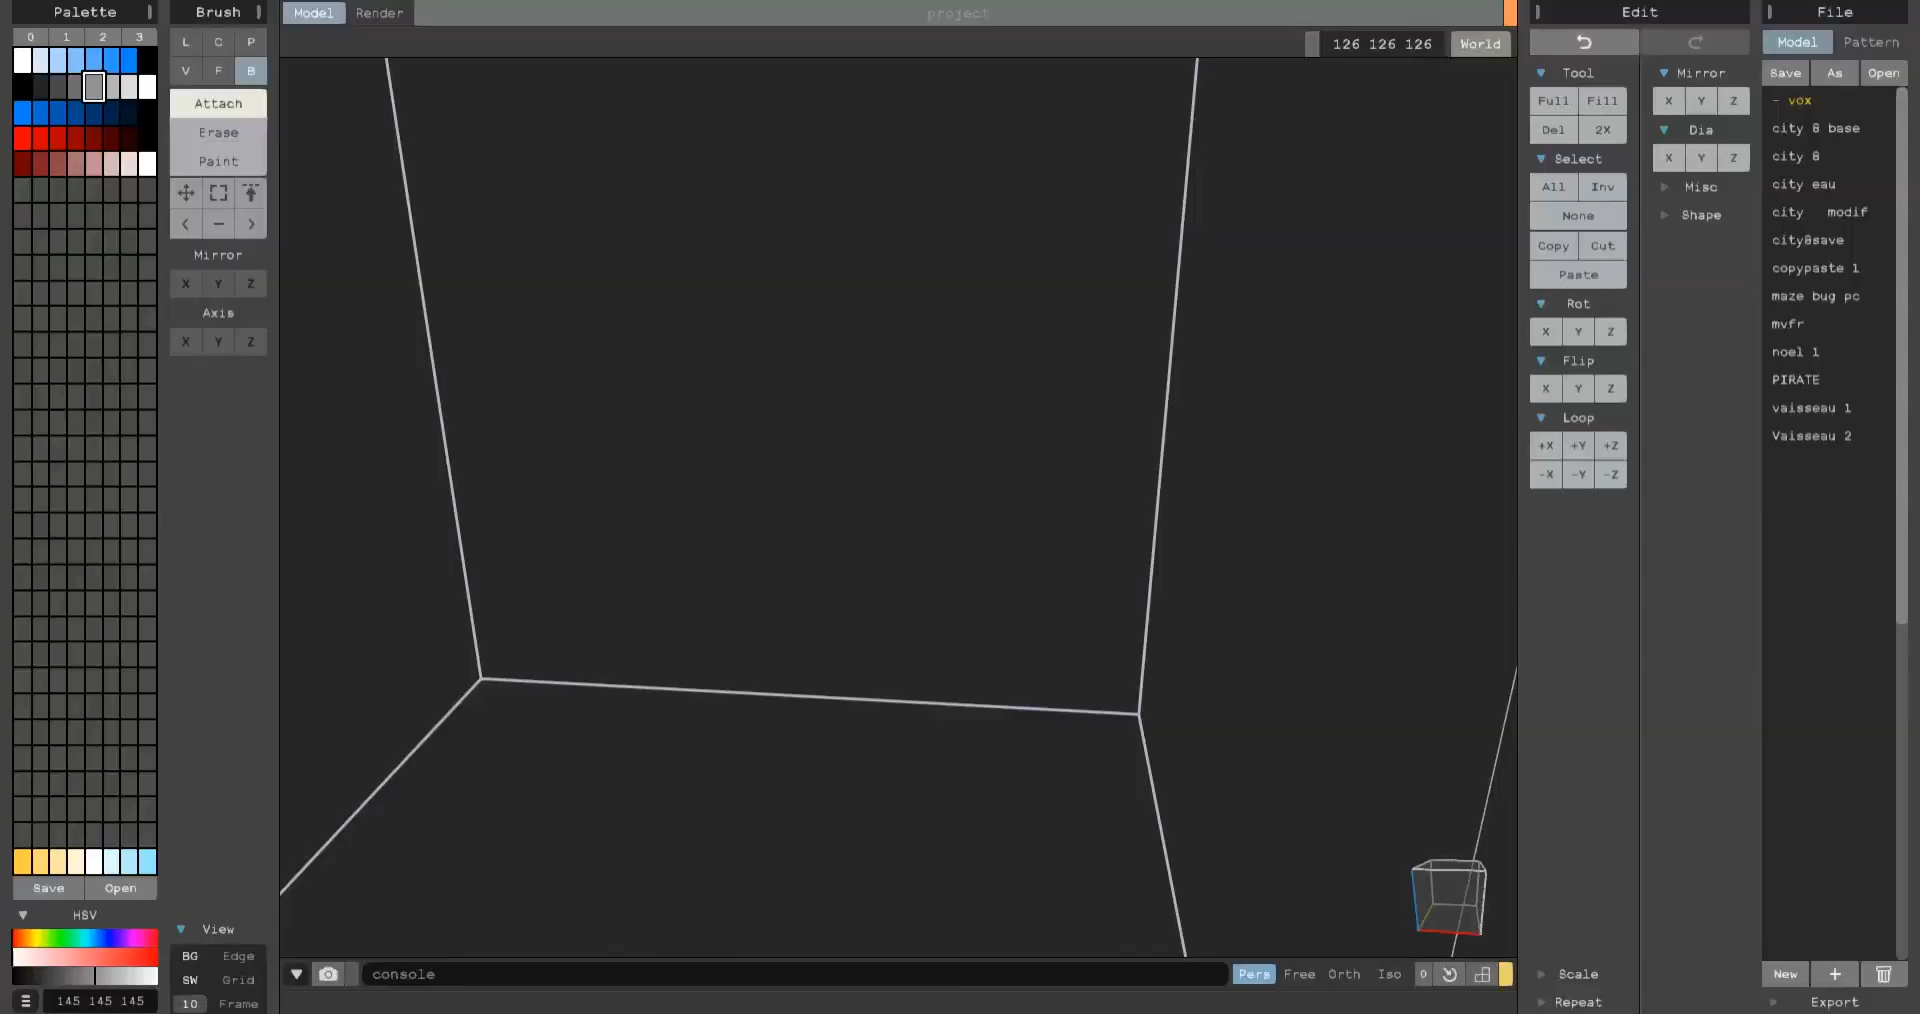 Palette
0 1 2 3
Save Open
HSV
145 145 145
Brush
L C P
V F B
Attach
Erase
Paint
< - >
Mirror
X Y Z
Axis
X Y Z
View
BG Edge
SW Grid
10 Frame
Model Render project
126 126 126 World
console
Pers Free Orth Iso 0
Edit
Tool
Full Fill
Del 2X
Select
All Inv
None
Copy Cut
Paste
Rot
X Y Z
Flip
X Y Z
Loop
+X +Y +Z
-X -Y -Z
Scale
Repeat
Mirror
X Y Z
Dia
X Y Z
Misc
Shape
File
Model Pattern
Save As Open
- vox
city 8 base
city 8
city eau
city modif
city8save
copypaste 1
maze bug pc
mvfr
noel 1
PIRATE
vaisseau 1
Vaisseau 2
New +
Export